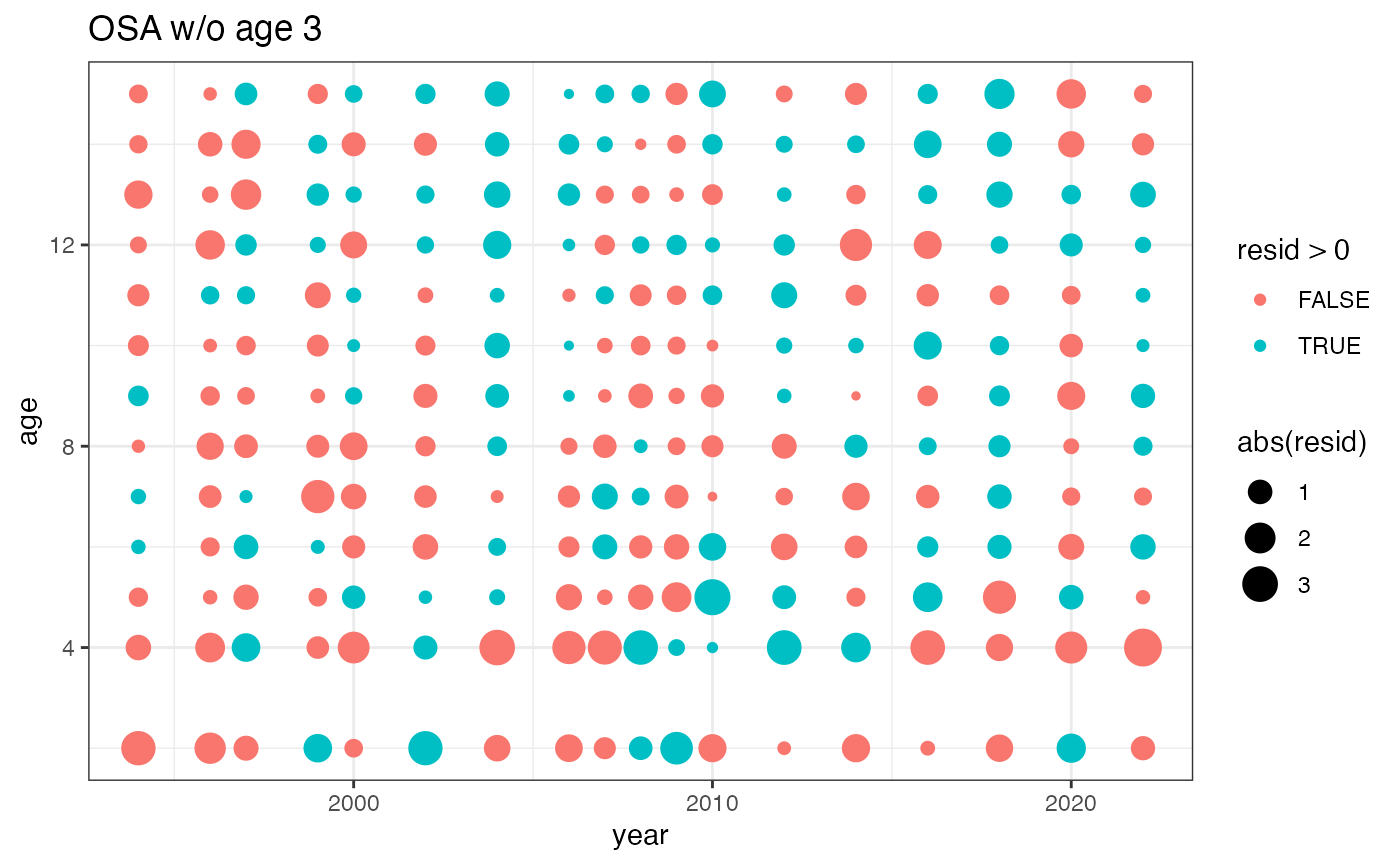 OSA w/o age 3
age
12
8
4
2000
2010
2020
year
resid > 0
FALSE
TRUE
abs(resid)
1
2
3